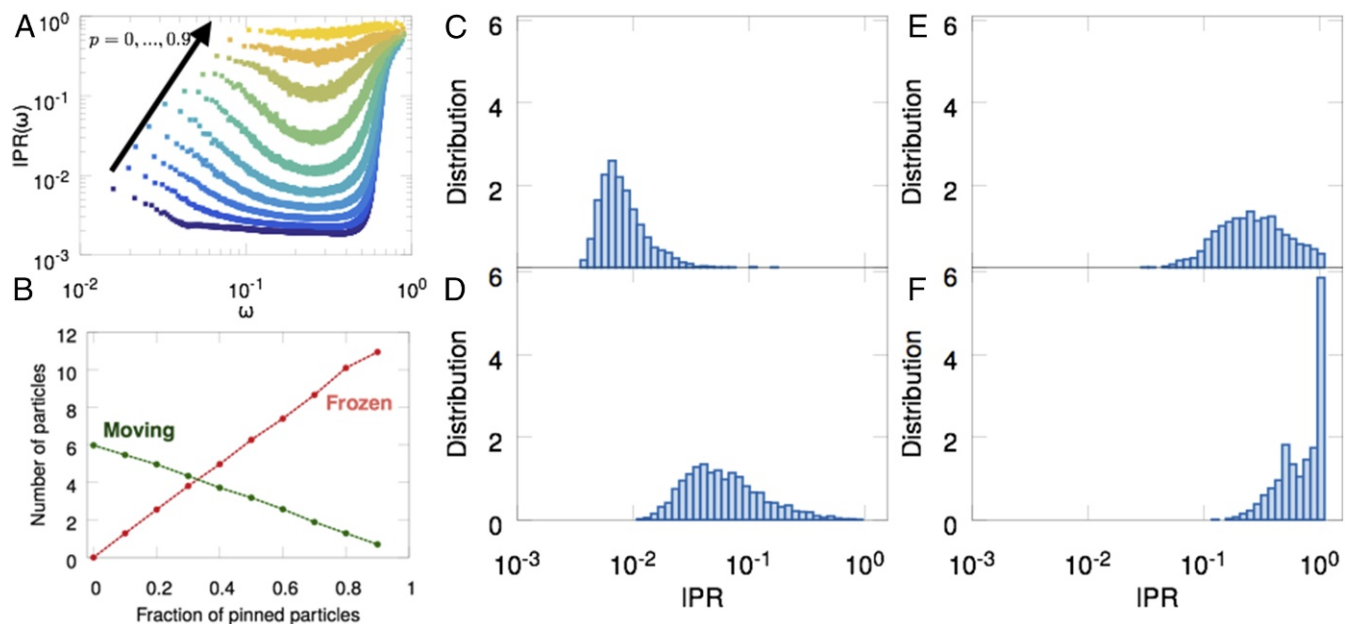 A
10^0
p = 0, ..., 0.9
10^-1
10^-2
10^-3
IPR(ω)
10^-2
10^-1
10^0
ω
B
12
10
8
6
4
2
0
Number of particles
Moving
Frozen
0
0.2
0.4
0.6
0.8
1
Fraction of pinned particles
C
6
4
2
Distribution
D
6
4
2
0
Distribution
10^-3
10^-2
10^-1
10^0
IPR
E
6
4
2
Distribution
F
6
4
2
0
Distribution
10^-3
10^-2
10^-1
10^0
IPR